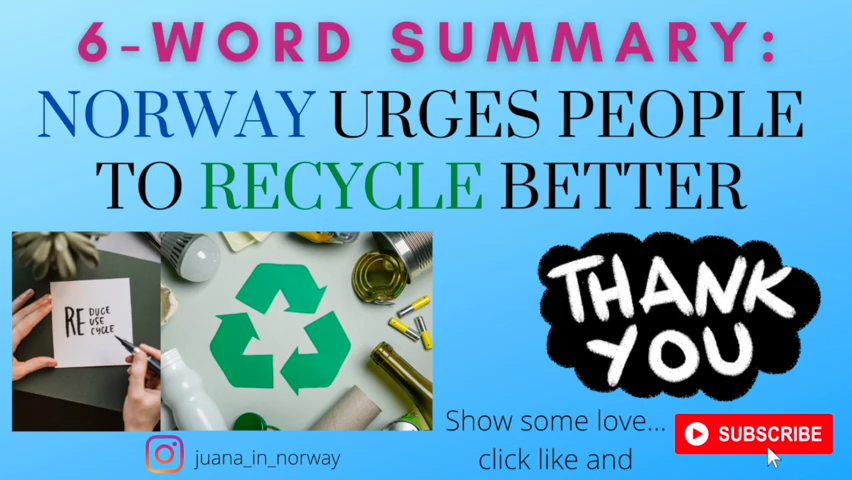 6-WORD SUMMARY:
NORWAY URGES PEOPLE
TO RECYCLE BETTER
RE DUCE
USE
CYCLE
THANK
YOU
Show some love...
click like and
SUBSCRIBE
juana_in_norway